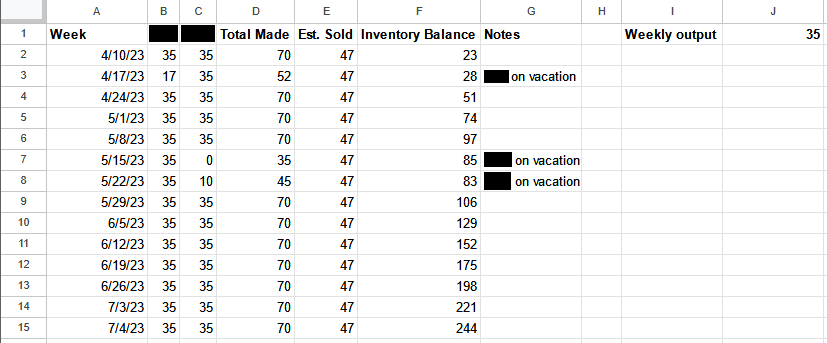 A B C D E F G H I J
1 Week Total Made Est. Sold Inventory Balance Notes Weekly output 35
2 4/10/23 35 35 70 47 23
3 4/17/23 17 35 52 47 28 on vacation
4 4/24/23 35 35 70 47 51
5 5/1/23 35 35 70 47 74
6 5/8/23 35 35 70 47 97
7 5/15/23 35 0 35 47 85 on vacation
8 5/22/23 35 10 45 47 83 on vacation
9 5/29/23 35 35 70 47 106
10 6/5/23 35 35 70 47 129
11 6/12/23 35 35 70 47 152
12 6/19/23 35 35 70 47 175
13 6/26/23 35 35 70 47 198
14 7/3/23 35 35 70 47 221
15 7/4/23 35 35 70 47 244